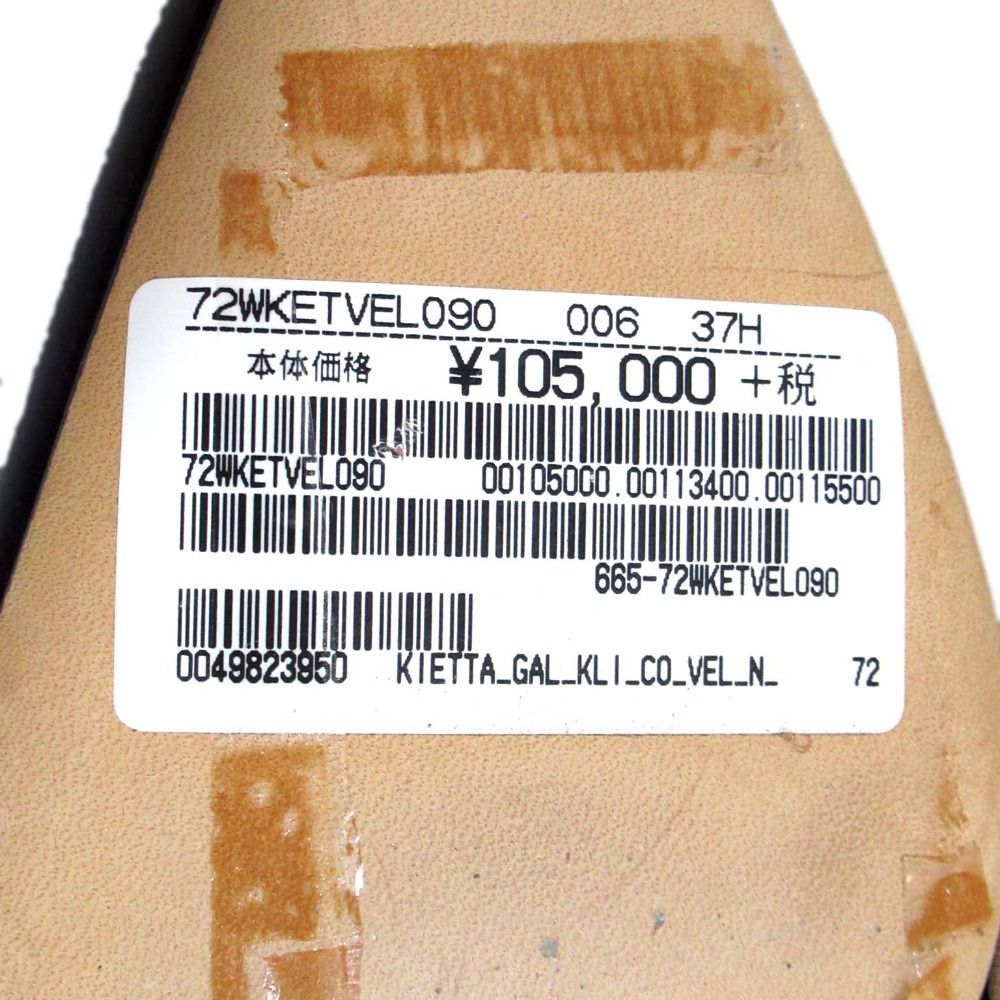 72WKETVEL090 006 37H
本体価格 ¥105,000 +税
72WKETVEL090 00105000.00113400.00115500
665-72WKETVEL090
0049823950 KIETTA_GAL_KLI_CO_VEL_N_ 72